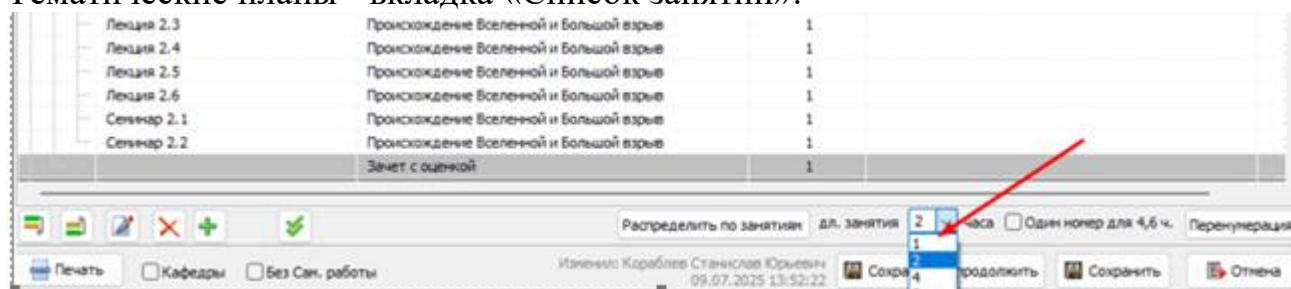 Тематические планы - вкладка «Список занятий».
Лекция 2.3 Происхождение Вселенной и Большой взрыв 1
Лекция 2.4 Происхождение Вселенной и Большой взрыв 1
Лекция 2.5 Происхождение Вселенной и Большой взрыв 1
Лекция 2.6 Происхождение Вселенной и Большой взрыв 1
Семинар 2.1 Происхождение Вселенной и Большой взрыв 1
Семинар 2.2 Происхождение Вселенной и Большой взрыв 1
Зачет с оценкой 1
Распределить по занятиям дл. занятия 2 часа Один номер для 4,6 ч. Перенумерация
1
2
4
Печать Кафедры Без Сам. работы Изменил: Кораблев Станислав Юрьевич Сохра продолжить Сохранить Отмена
09.07.2025 13:52:22